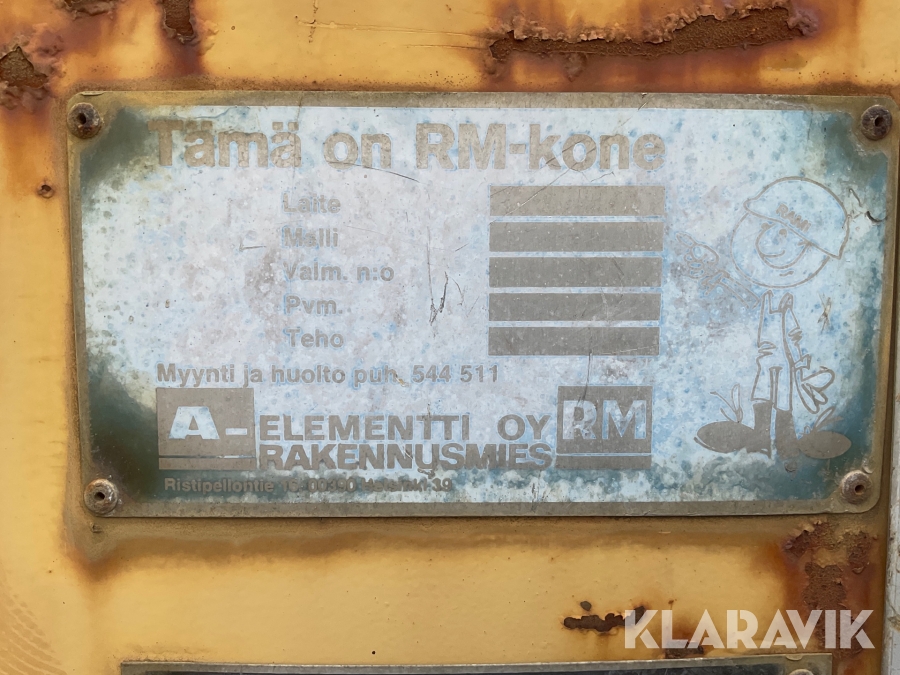 Tämä on RM-kone
Laite
Malli
Valm. n:o
Pvm.
Teho
Myynti ja huolto puh. 544 511
A-ELEMENTTI OY RM
RAKENNUSMIES
Ristipellontie
KLARAVIK